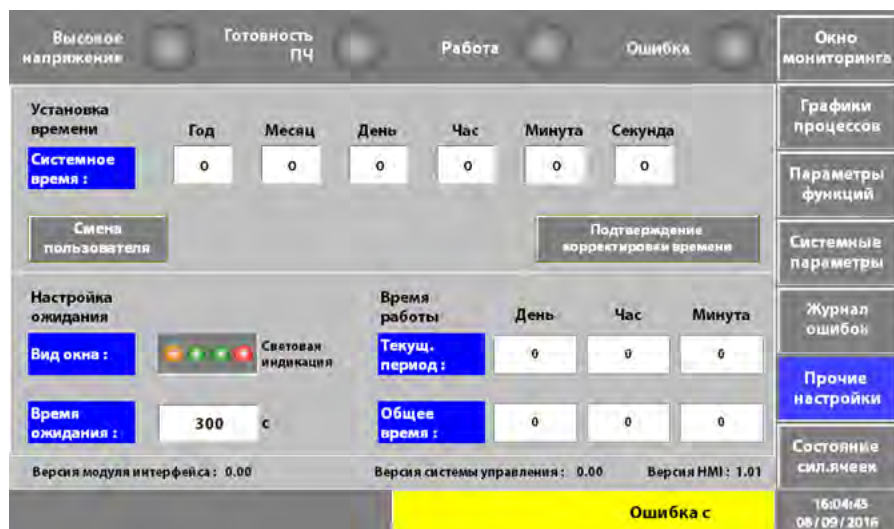 Высокое напряжение
Готовность ПЧ
Работа
Ошибка
Окно мониторинга
Установка времени
Год
Месяц
День
Час
Минута
Секунда
Системное время :
0
0
0
0
0
0
Смена пользователя
Подтверждение корректировки времени
Графики процессов
Параметры функций
Системные параметры
Настройка ожидания
Вид окна :
Световая индикация
Время ожидания :
300
с
Время работы
День
Час
Минута
Текущ. период :
0
0
0
Общее время :
0
0
0
Журнал ошибок
Прочие настройки
Состояние сил.ячеек
Версия модуля интерфейса : 0.00
Версия системы управления : 0.00
Версия HMI : 1.01
Ошибка с
16:04:45
08/09/2016